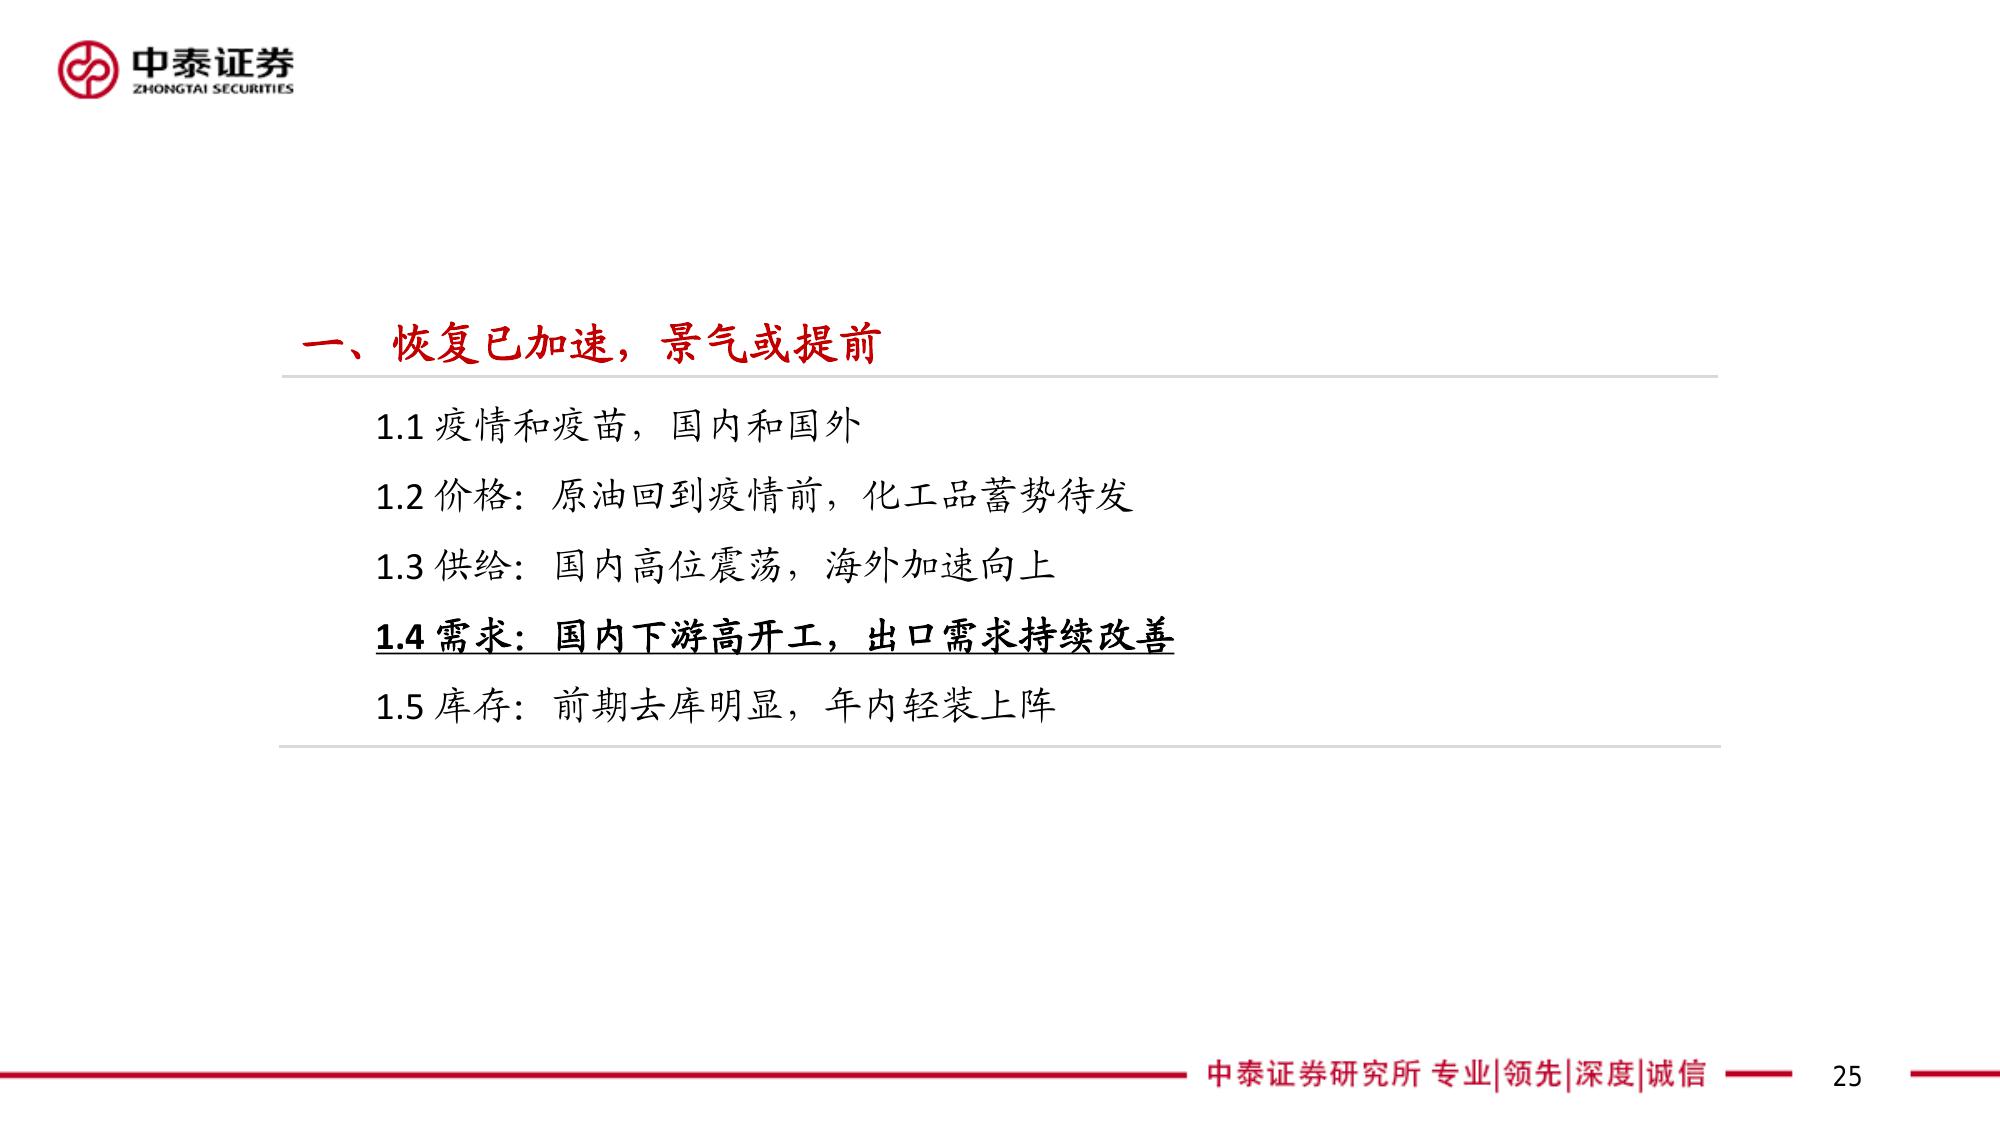 中泰证券
ZHONGTAI SECURITIES
一、恢复已加速，景气或提前
1.1 疫情和疫苗，国内和国外
1.2 价格：原油回到疫情前，化工品蓄势待发
1.3 供给：国内高位震荡，海外加速向上
1.4 需求：国内下游高开工，出口需求持续改善
1.5 库存：前期去库明显，年内轻装上阵
中泰证券研究所 专业|领先|深度|诚信
25